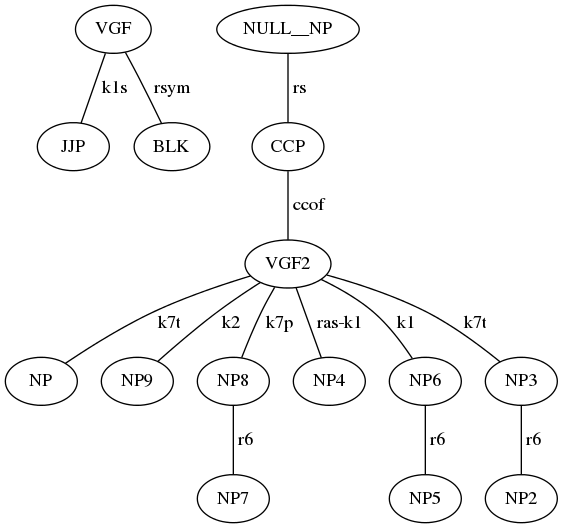 VGF NULL__NP
k1s rsym rs
JJP BLK CCP
ccof
VGF2
k7t k2 k7p ras-k1 k1 k7t
NP NP9 NP8 NP4 NP6 NP3
r6 r6 r6
NP7 NP5 NP2